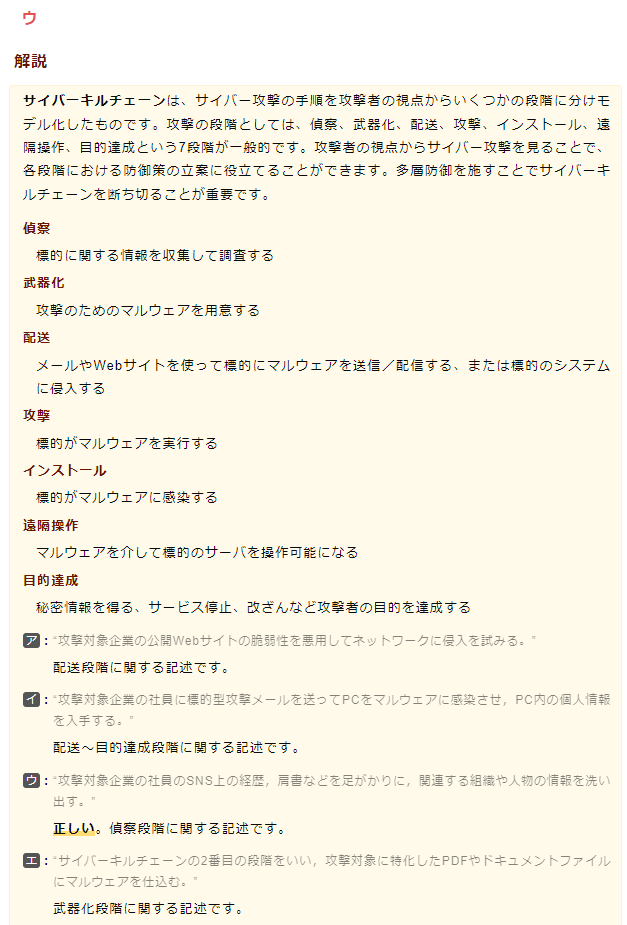 ウ
解説
サイバーキルチェーンは、サイバー攻撃の手順を攻撃者の視点からいくつかの段階に分けモ
デル化したものです。攻撃の段階としては、偵察、武器化、配送、攻撃、インストール、遠
隔操作、目的達成という7段階が一般的です。攻撃者の視点からサイバー攻撃を見ることで、
各段階における防御策の立案に役立てることができます。多層防御を施すことでサイバーキ
ルチェーンを断ち切ることが重要です。
偵察
標的に関する情報を収集して調査する
武器化
攻撃のためのマルウェアを用意する
配送
メールやWebサイトを使って標的にマルウェアを送信／配信する、または標的のシステム
に侵入する
攻撃
標的がマルウェアを実行する
インストール
標的がマルウェアに感染する
遠隔操作
マルウェアを介して標的のサーバを操作可能になる
目的達成
秘密情報を得る、サービス停止、改ざんなど攻撃者の目的を達成する
ア：“攻撃対象企業の公開Webサイトの脆弱性を悪用してネットワークに侵入を試みる。”
配送段階に関する記述です。
イ：“攻撃対象企業の社員に標的型攻撃メールを送ってPCをマルウェアに感染させ，PC内の個人情報
を入手する。”
配送～目的達成段階に関する記述です。
ウ：“攻撃対象企業の社員のSNS上の経歴，肩書などを足がかりに，関連する組織や人物の情報を洗い
出す。”
正しい。偵察段階に関する記述です。
エ：“サイバーキルチェーンの2番目の段階をいい，攻撃対象に特化したPDFやドキュメントファイル
にマルウェアを仕込む。”
武器化段階に関する記述です。